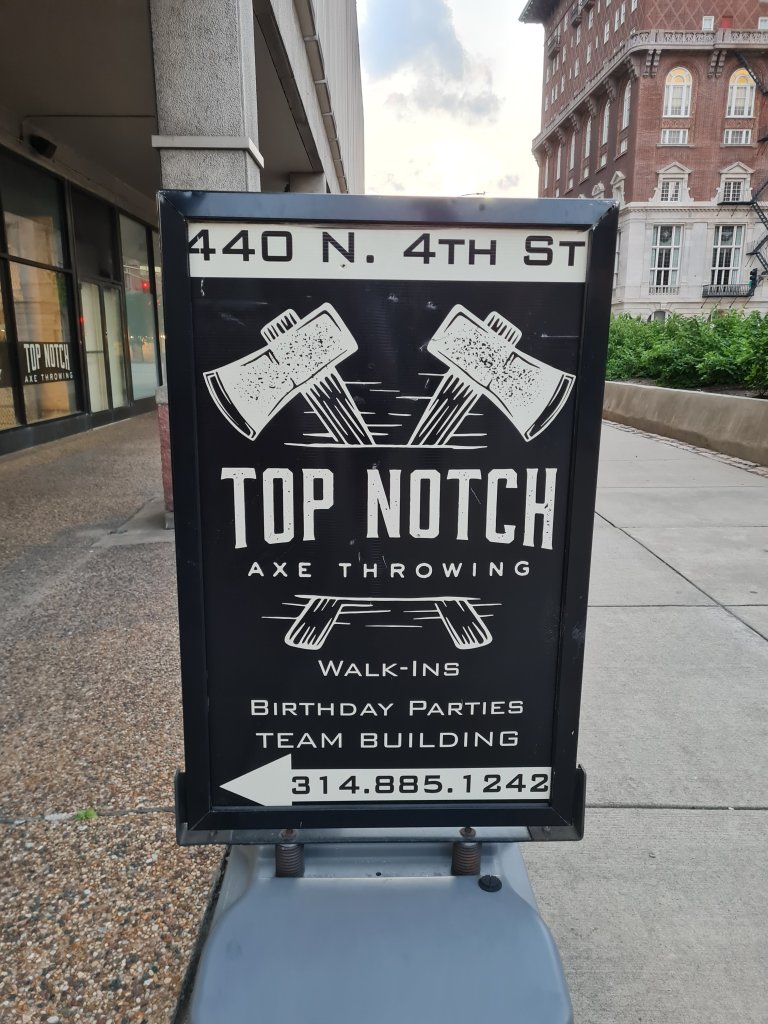 440 N. 4TH ST
TOP NOTCH
AXE THROWING
WALK-INS
BIRTHDAY PARTIES
TEAM BUILDING
314.885.1242
TOP NOTCH
AXE THROWING